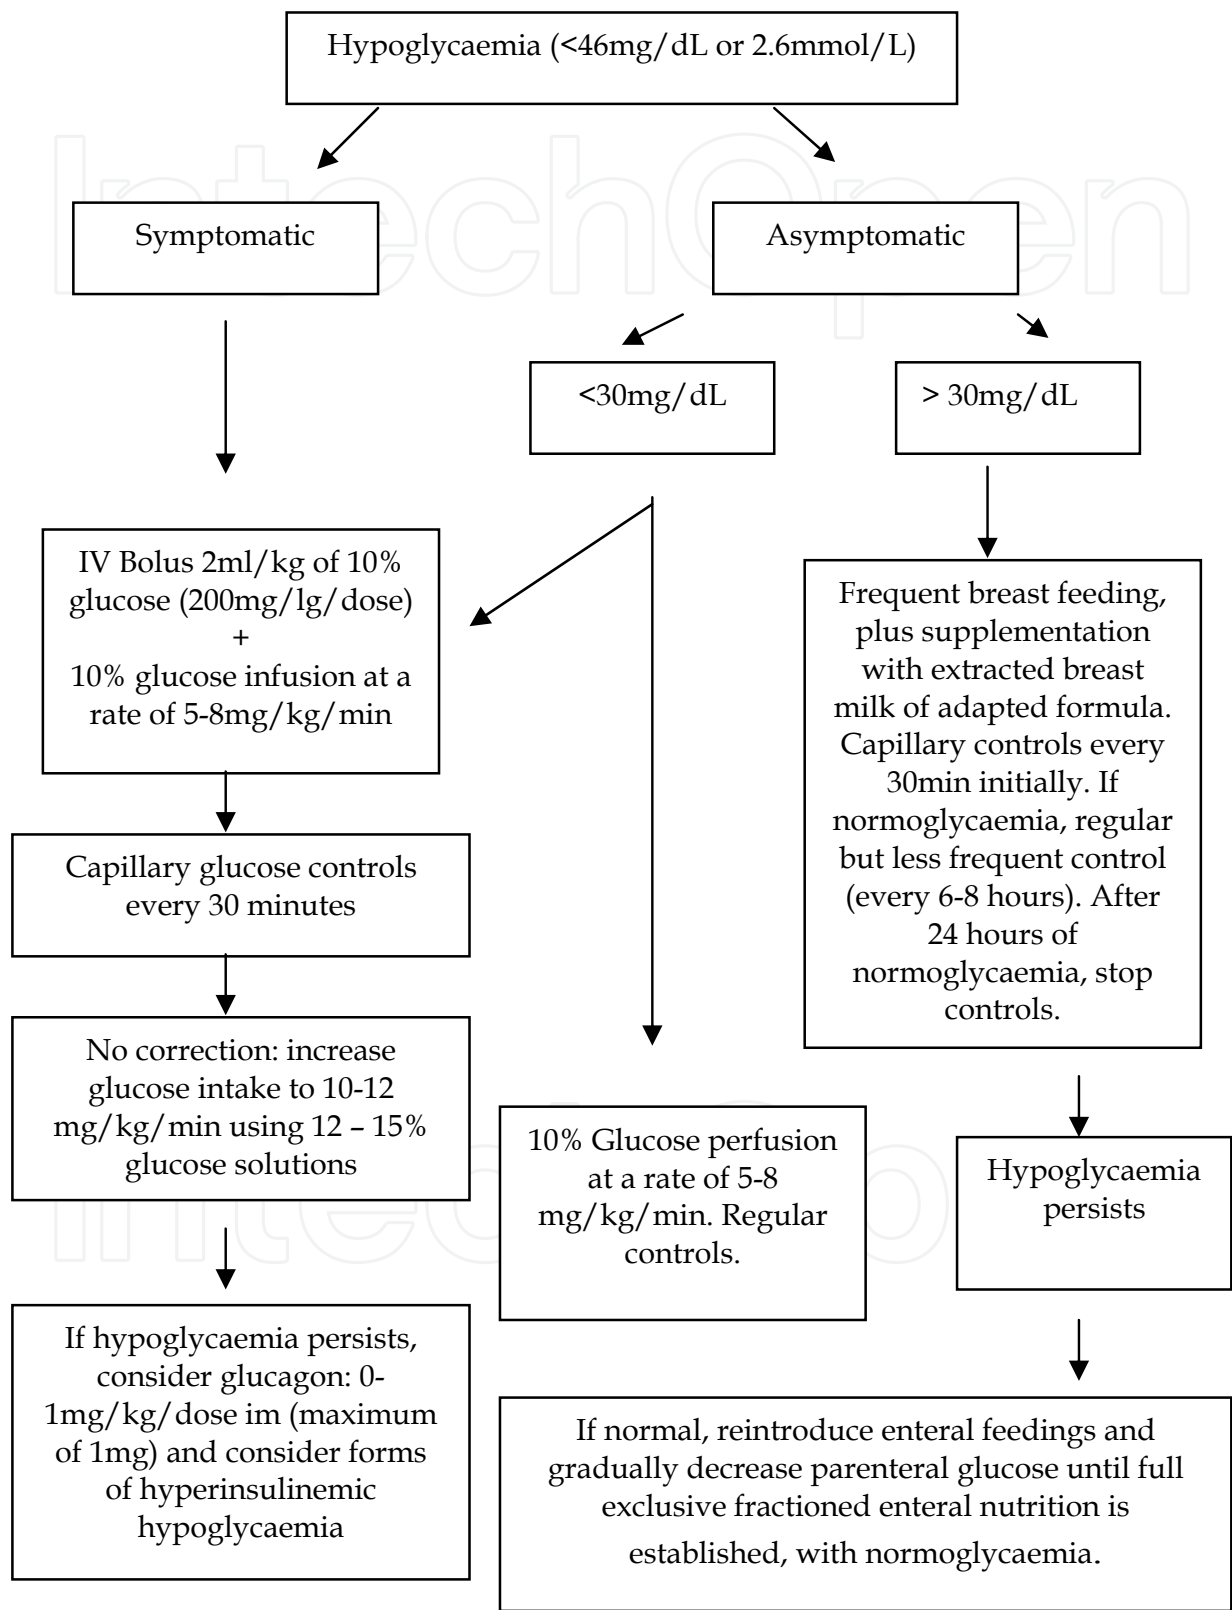 Hypoglycaemia (<46mg/dL or 2.6mmol/L)
IntechOpen
Symptomatic
Asymptomatic
<30mg/dL
> 30mg/dL
IV Bolus 2ml/kg of 10%
glucose (200mg/lg/dose)
+
10% glucose infusion at a
rate of 5-8mg/kg/min
Capillary glucose controls
every 30 minutes
No correction: increase
glucose intake to 10-12
mg/kg/min using 12 – 15%
glucose solutions
If hypoglycaemia persists,
consider glucagon: 0-
1mg/kg/dose im (maximum
of 1mg) and consider forms
of hyperinsulinemic
hypoglycaemia
10% Glucose perfusion
at a rate of 5-8
mg/kg/min. Regular
controls.
Frequent breast feeding,
plus supplementation
with extracted breast
milk of adapted formula.
Capillary controls every
30min initially. If
normoglycaemia, regular
but less frequent control
(every 6-8 hours). After
24 hours of
normoglycaemia, stop
controls.
Hypoglycaemia
persists
If normal, reintroduce enteral feedings and
gradually decrease parenteral glucose until full
exclusive fractioned enteral nutrition is
established, with normoglycaemia.